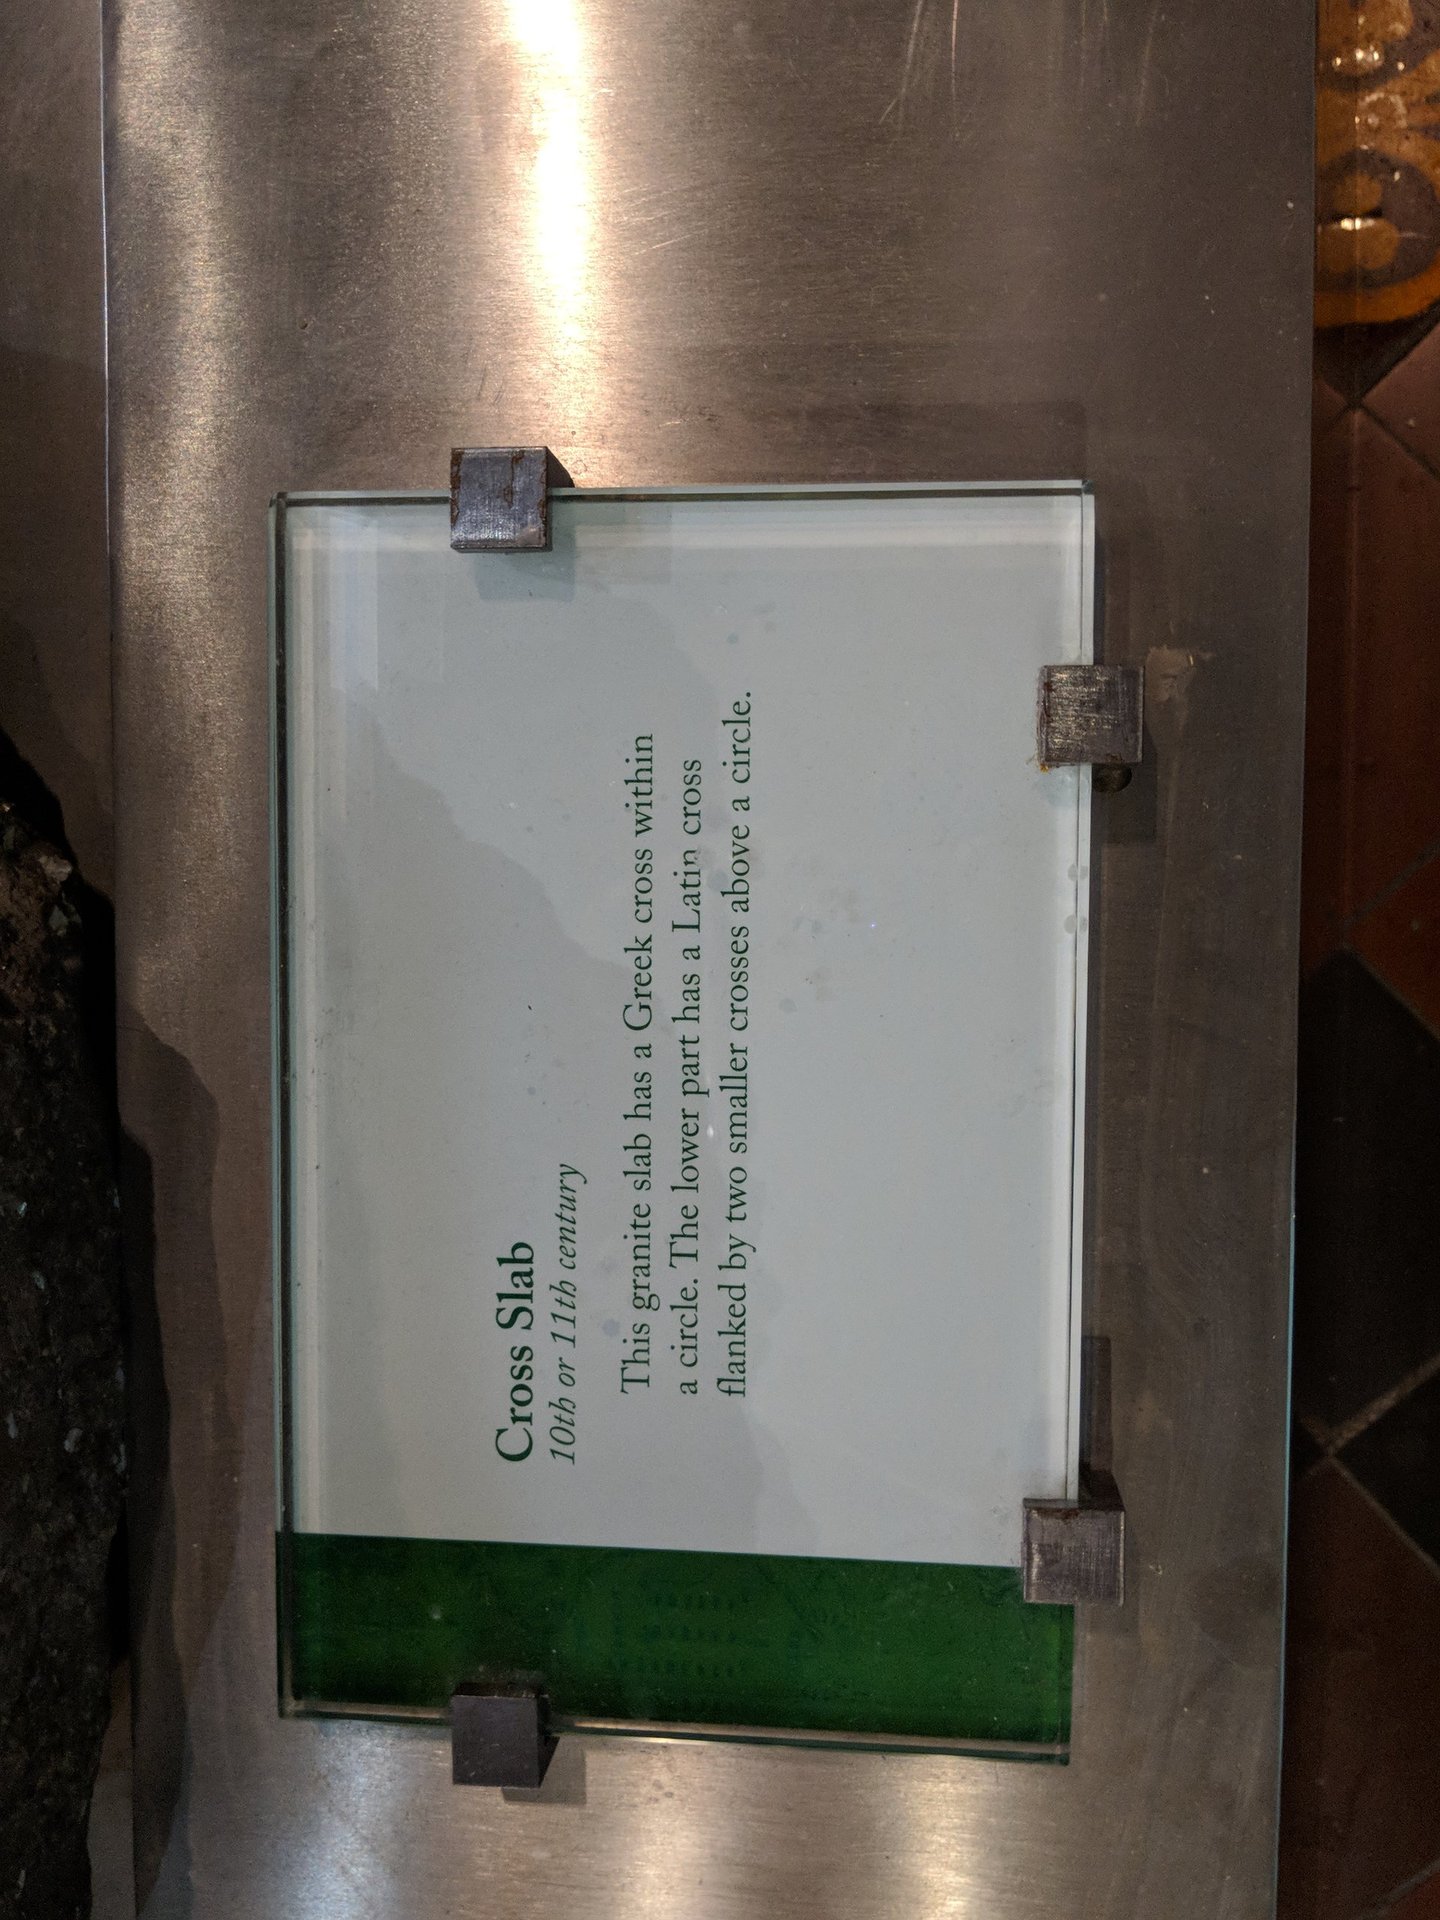 Cross Slab
10th or 11th century
This granite slab has a Greek cross within
a circle. The lower part has a Latin cross
flanked by two smaller crosses above a circle.